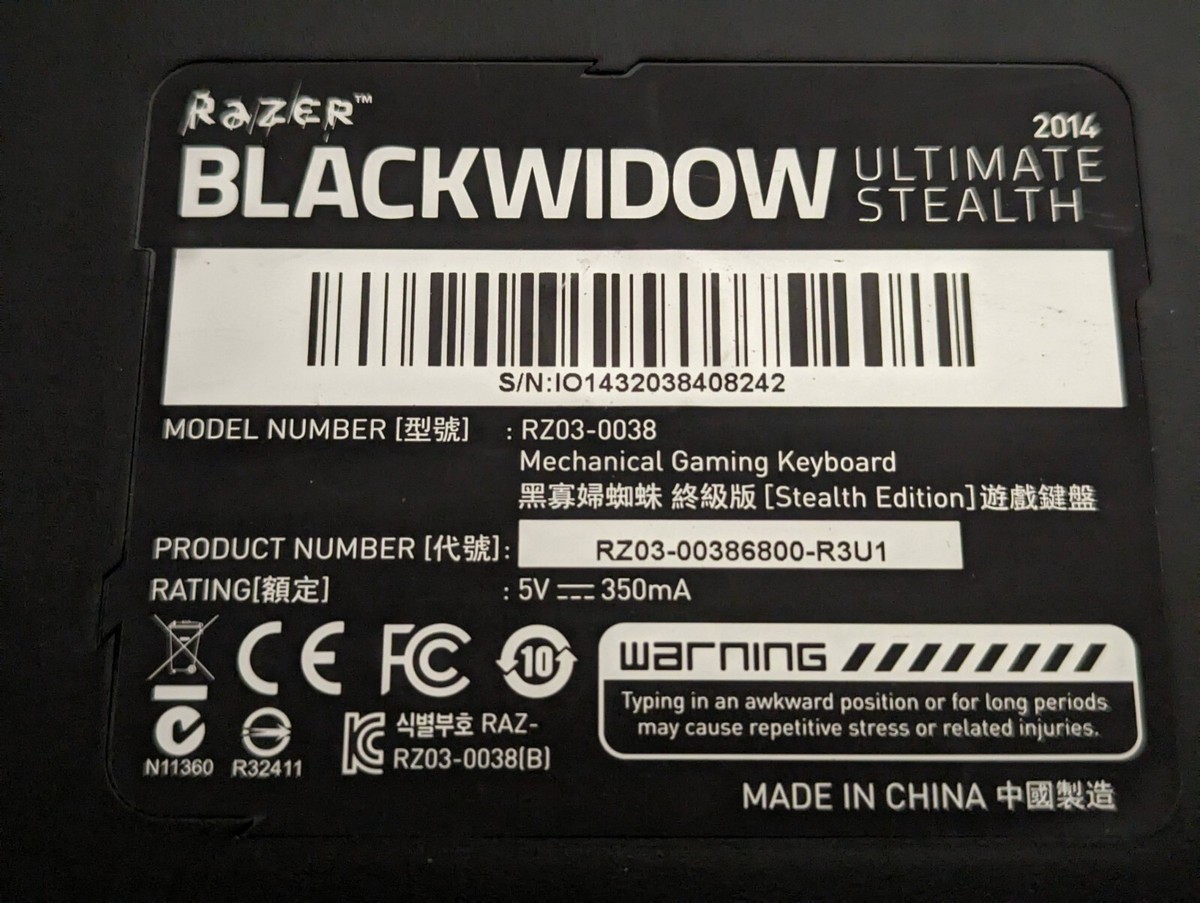 RAZER™
2014
BLACKWIDOW ULTIMATE
STEALTH
S/N:IO1432038408242
MODEL NUMBER [型號] : RZ03-0038
Mechanical Gaming Keyboard
黑寡婦蜘蛛 終級版 [Stealth Edition]遊戲鍵盤
PRODUCT NUMBER [代號]: RZ03-00386800-R3U1
RATING[額定] : 5V ⎓ 350mA
CE FC 10
warning
Typing in an awkward position or for long periods
may cause repetitive stress or related injuries.
식별부호 RAZ-
N11360 R32411 RZ03-0038(B)
MADE IN CHINA 中國製造